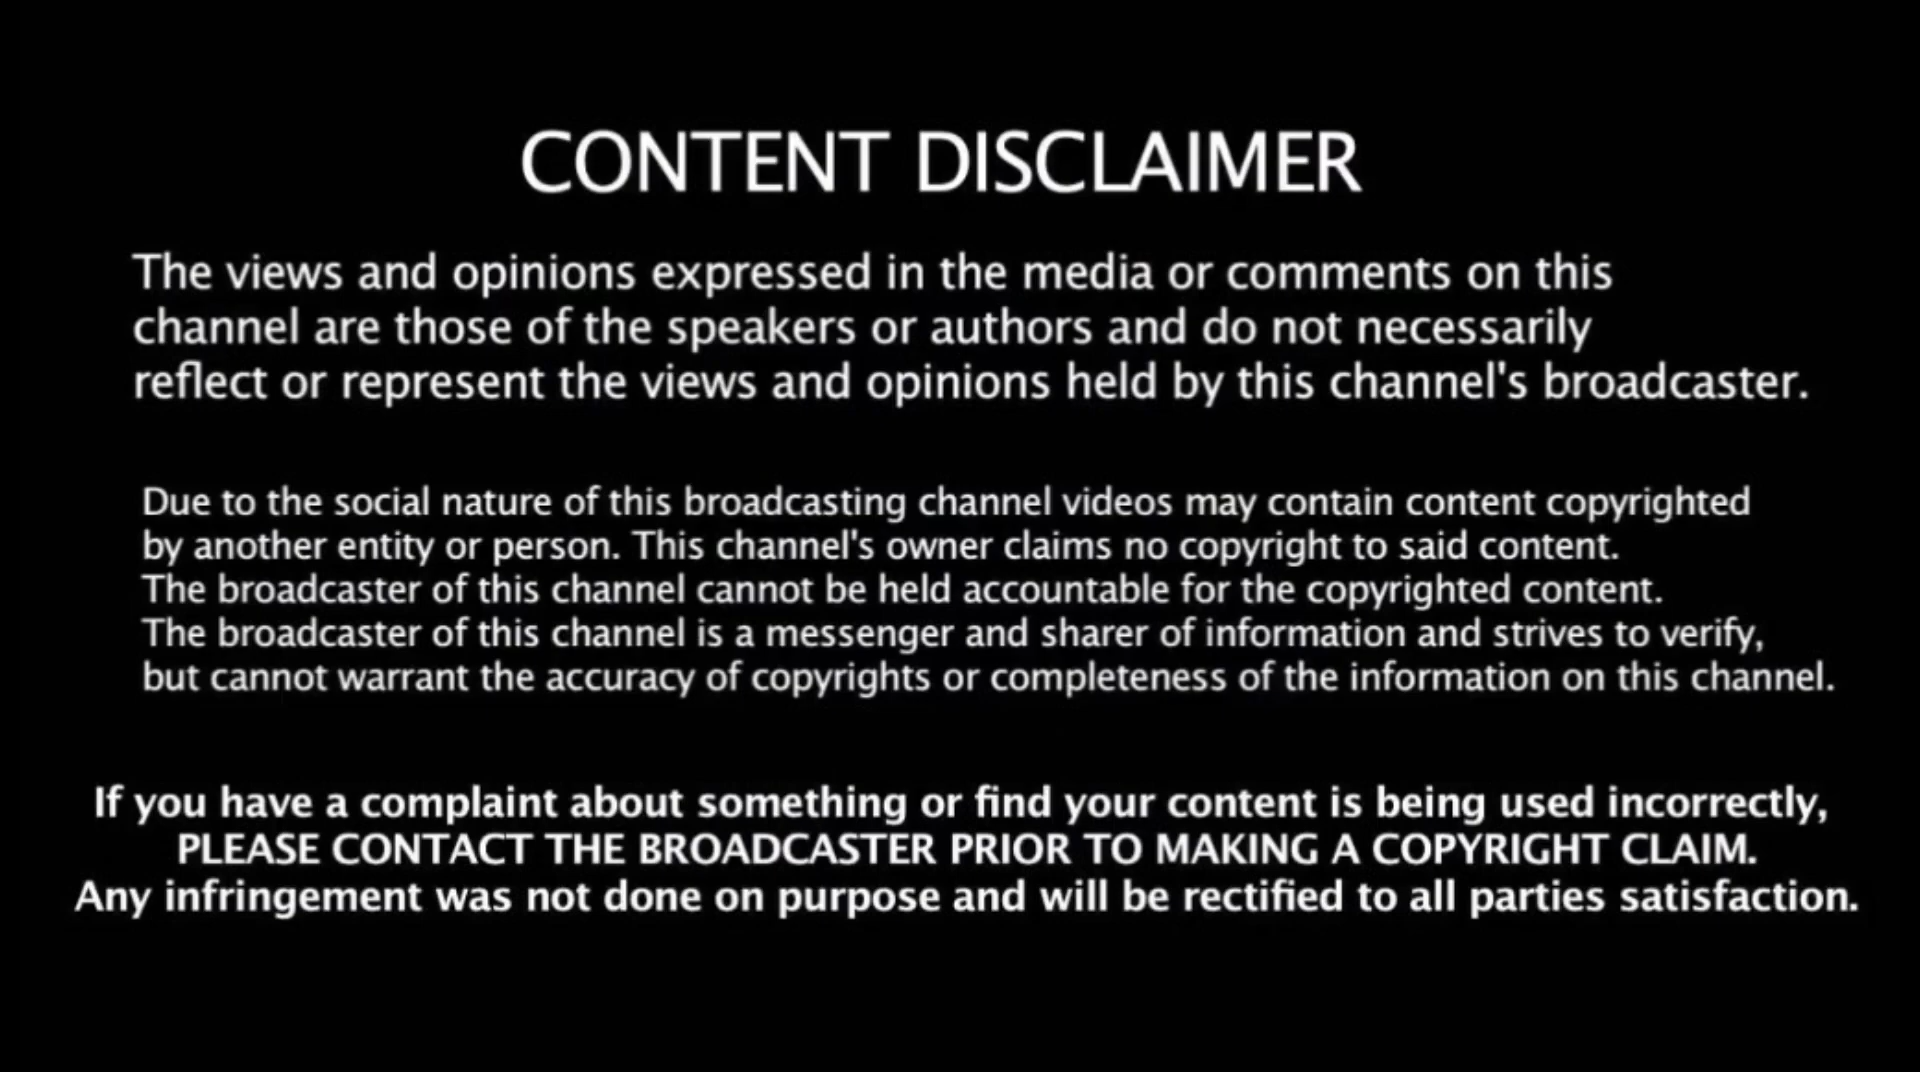 CONTENT DISCLAIMER
The views and opinions expressed in the media or comments on this
channel are those of the speakers or authors and do not necessarily
reflect or represent the views and opinions held by this channel's broadcaster.
Due to the social nature of this broadcasting channel videos may contain content copyrighted
by another entity or person. This channel's owner claims no copyright to said content.
The broadcaster of this channel cannot be held accountable for the copyrighted content.
The broadcaster of this channel is a messenger and sharer of information and strives to verify,
but cannot warrant the accuracy of copyrights or completeness of the information on this channel.
If you have a complaint about something or find your content is being used incorrectly,
PLEASE CONTACT THE BROADCASTER PRIOR TO MAKING A COPYRIGHT CLAIM.
Any infringement was not done on purpose and will be rectified to all parties satisfaction.